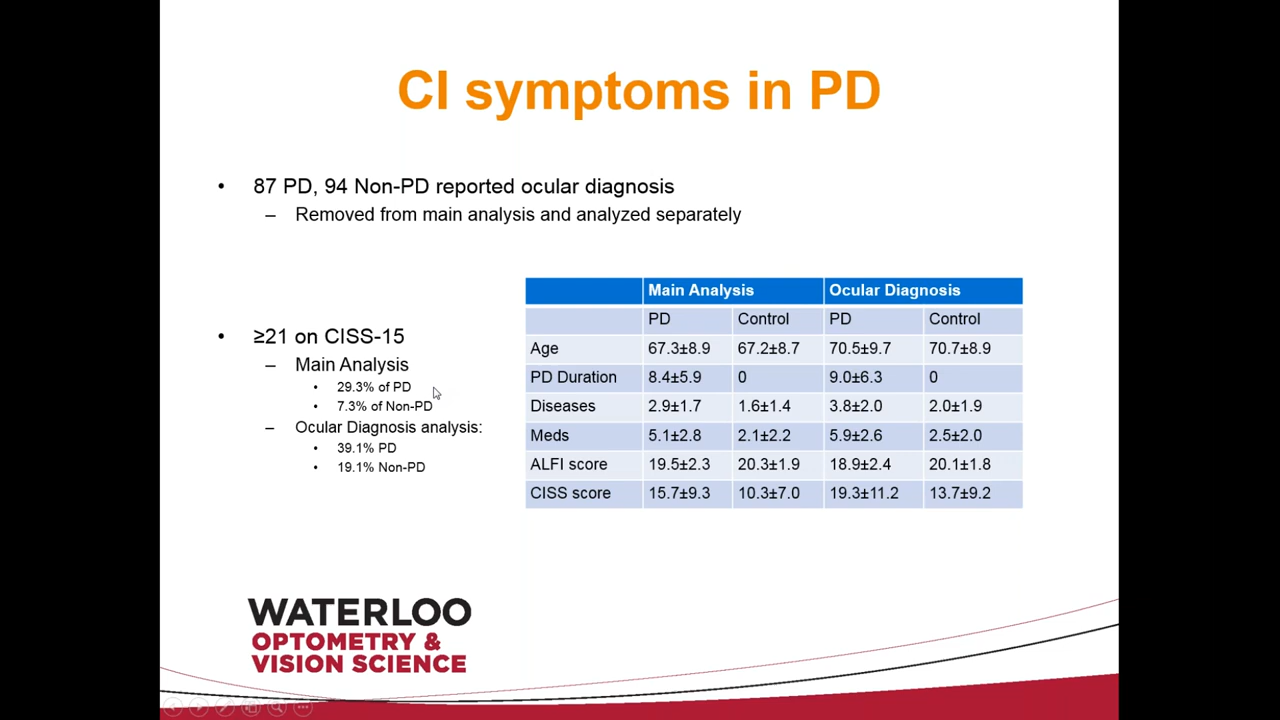 CI symptoms in PD
• 87 PD, 94 Non-PD reported ocular diagnosis
– Removed from main analysis and analyzed separately
• ≥21 on CISS-15
– Main Analysis
• 29.3% of PD
• 7.3% of Non-PD
– Ocular Diagnosis analysis:
• 39.1% PD
• 19.1% Non-PD
Main Analysis Ocular Diagnosis
PD Control PD Control
Age 67.3±8.9 67.2±8.7 70.5±9.7 70.7±8.9
PD Duration 8.4±5.9 0 9.0±6.3 0
Diseases 2.9±1.7 1.6±1.4 3.8±2.0 2.0±1.9
Meds 5.1±2.8 2.1±2.2 5.9±2.6 2.5±2.0
ALFI score 19.5±2.3 20.3±1.9 18.9±2.4 20.1±1.8
CISS score 15.7±9.3 10.3±7.0 19.3±11.2 13.7±9.2
WATERLOO
OPTOMETRY &
VISION SCIENCE